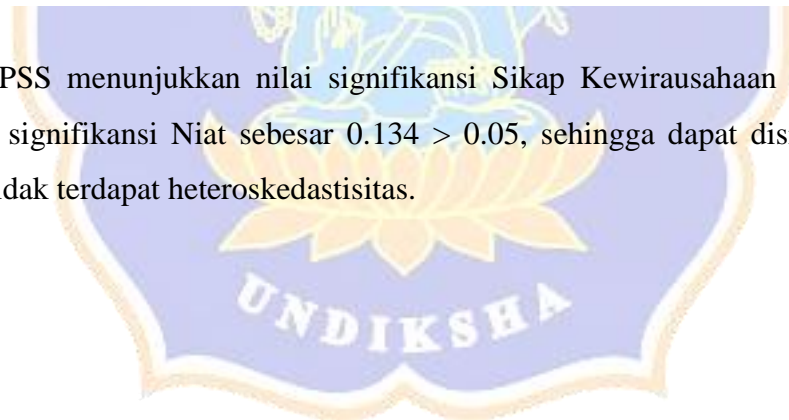 PSS menunjukkan nilai signifikansi Sikap Kewirausahaan
signifikansi Niat sebesar 0.134 > 0.05, sehingga dapat dis
idak terdapat heteroskedastisitas.
UNDIKSHA